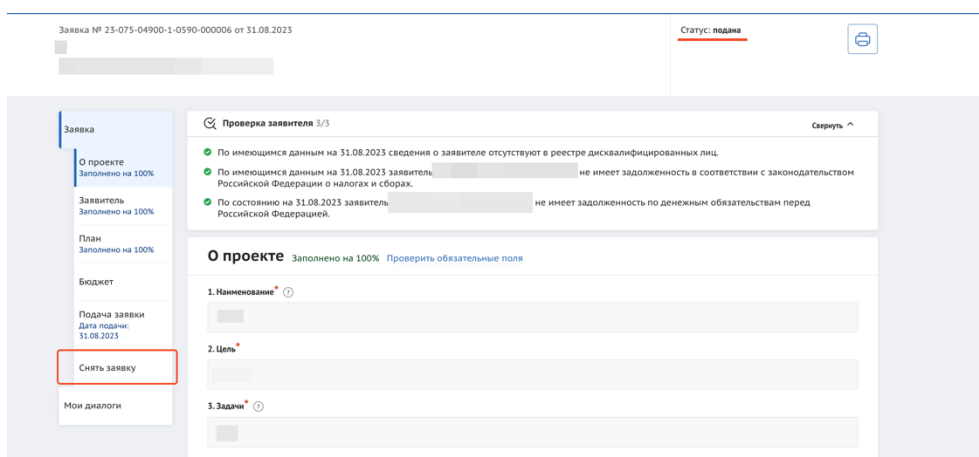 Заявка № 23-075-04900-1-0590-000006 от 31.08.2023
Статус: подана
Заявка
О проекте
Заполнено на 100%
Заявитель
Заполнено на 100%
План
Заполнено на 100%
Бюджет
Подача заявки
Дата подачи:
31.08.2023
Снять заявку
Мои диалоги
Проверка заявителя 3/3
Свернуть
По имеющимся данным на 31.08.2023 сведения о заявителе отсутствуют в реестре дисквалифицированных лиц.
По имеющимся данным на 31.08.2023 заявитель не имеет задолженность в соответствии с законодательством
Российской Федерации о налогах и сборах.
По состоянию на 31.08.2023 заявитель не имеет задолженность по денежным обязательствам перед
Российской Федерацией.
О проекте Заполнено на 100% Проверить обязательные поля
1. Наименование* ?
2. Цель*
3. Задачи* ?